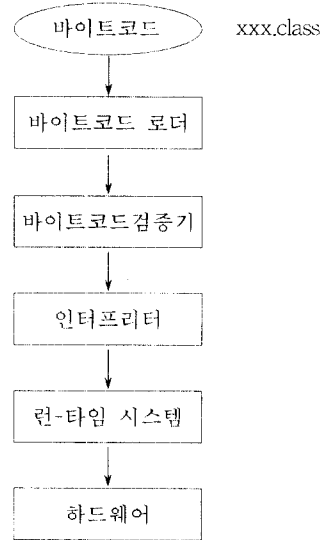 바이트코드 xxx.class
바이트코드 로더
바이트코드검증기
인터프리터
런-타임 시스템
하드웨어